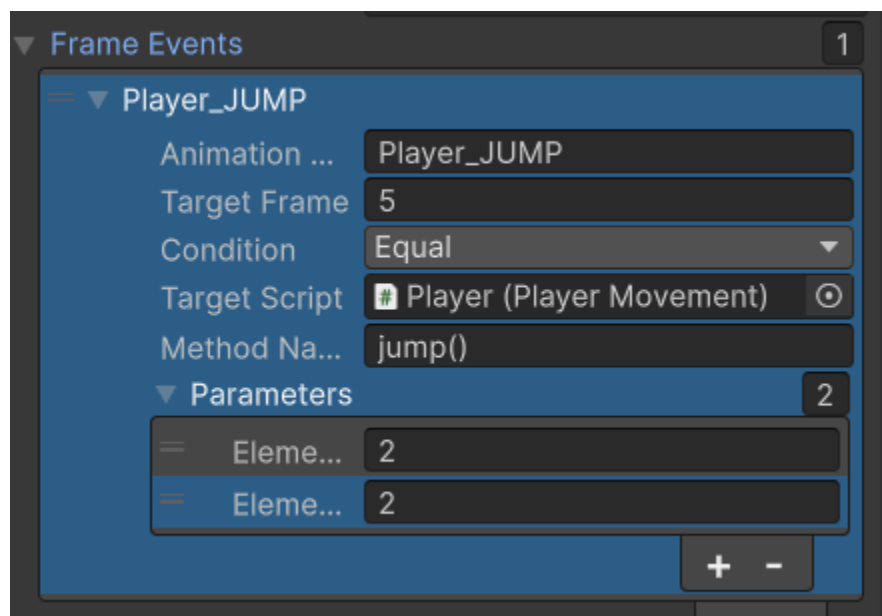 Frame Events 1
Player_JUMP
Animation ... Player_JUMP
Target Frame 5
Condition Equal
Target Script # Player (Player Movement)
Method Na... jump()
Parameters 2
Eleme... 2
Eleme... 2
+ -